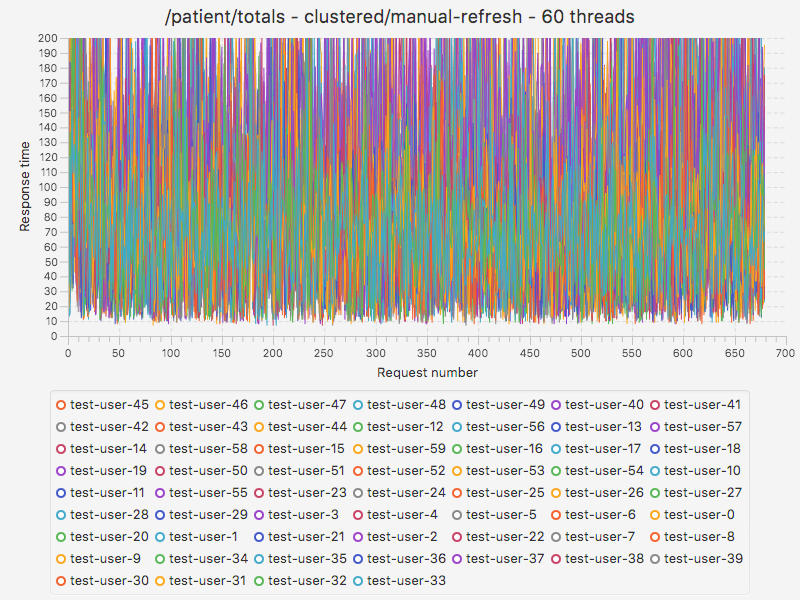 /patient/totals - clustered/manual-refresh - 60 threads
200
190
180
170
160
150
140
130
120
110
100
90
80
70
60
50
40
30
20
10
0
Response time
0 50 100 150 200 250 300 350 400 450 500 550 600 650 700
Request number
test-user-45 test-user-46 test-user-47 test-user-48 test-user-49 test-user-40 test-user-41
test-user-42 test-user-43 test-user-44 test-user-12 test-user-56 test-user-13 test-user-57
test-user-14 test-user-58 test-user-15 test-user-59 test-user-16 test-user-17 test-user-18
test-user-19 test-user-50 test-user-51 test-user-52 test-user-53 test-user-54 test-user-10
test-user-11 test-user-55 test-user-23 test-user-24 test-user-25 test-user-26 test-user-27
test-user-28 test-user-29 test-user-3 test-user-4 test-user-5 test-user-6 test-user-0
test-user-20 test-user-1 test-user-21 test-user-2 test-user-22 test-user-7 test-user-8
test-user-9 test-user-34 test-user-35 test-user-36 test-user-37 test-user-38 test-user-39
test-user-30 test-user-31 test-user-32 test-user-33